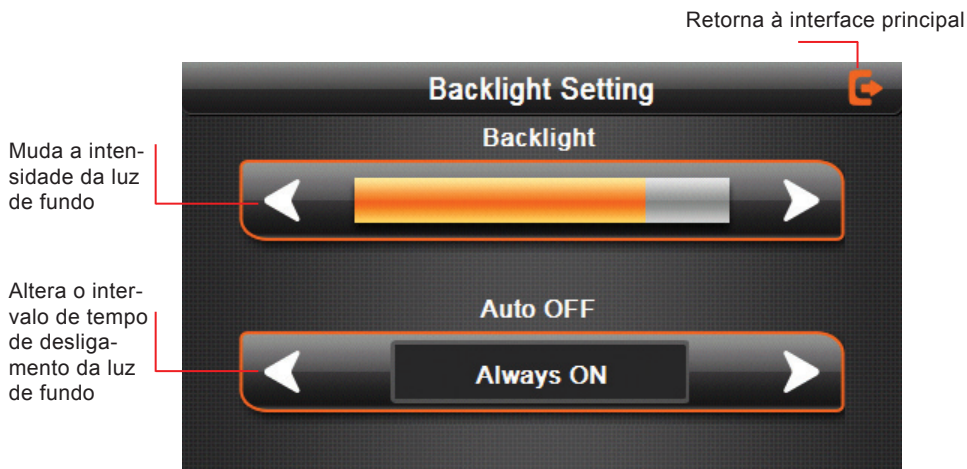 Retorna à interface principal
Backlight Setting
Backlight
Muda a inten-
sidade da luz
de fundo
Auto OFF
Altera o inter-
valo de tempo
de desliga-
mento da luz
de fundo
Always ON